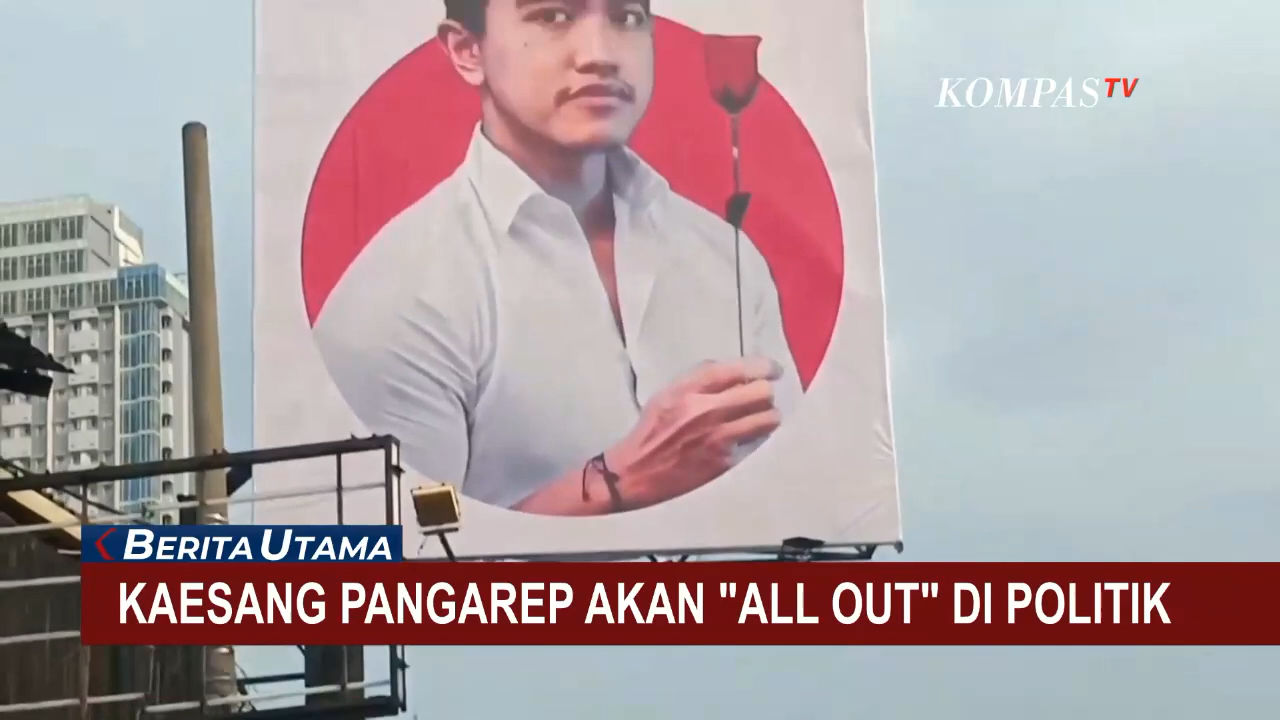 KOMPASTV
BERITA UTAMA
KAESANG PANGAREP AKAN "ALL OUT" DI POLITIK